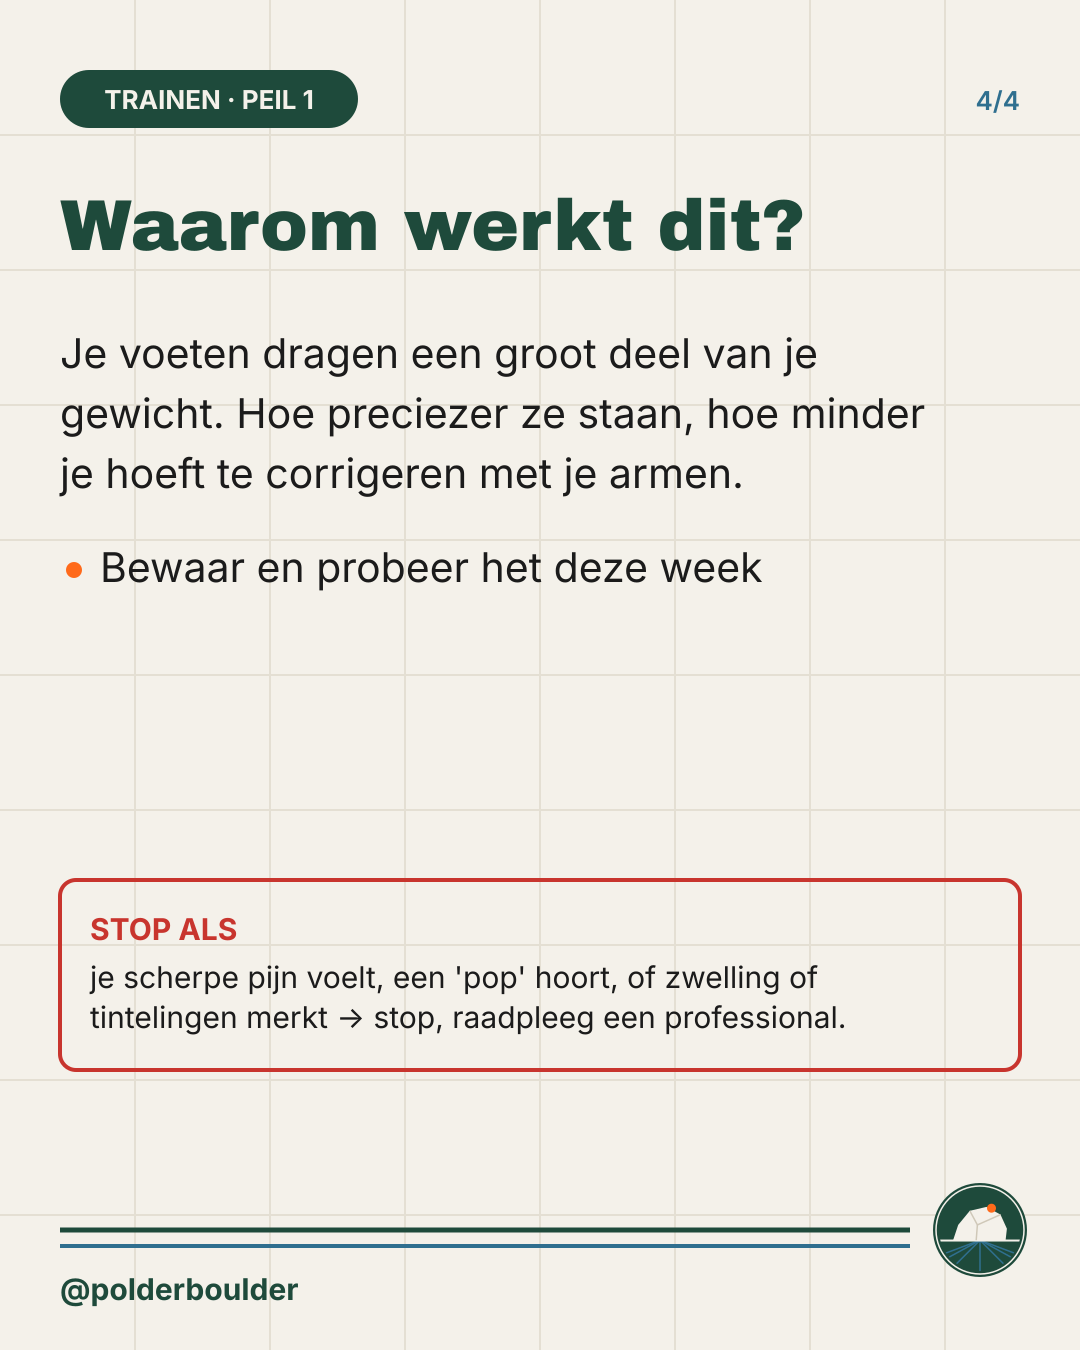 TRAINEN · PEIL 1
4/4
Waarom werkt dit?
Je voeten dragen een groot deel van je
gewicht. Hoe preciezer ze staan, hoe minder
je hoeft te corrigeren met je armen.
• Bewaar en probeer het deze week
STOP ALS
je scherpe pijn voelt, een 'pop' hoort, of zwelling of
tintelingen merkt → stop, raadpleeg een professional.
@polderboulder